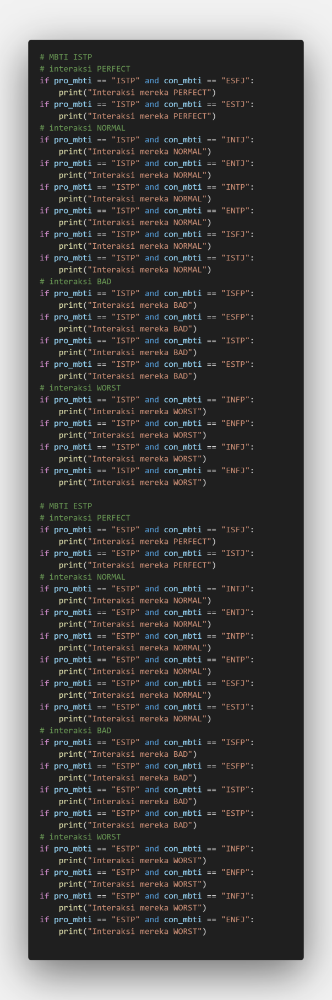 # MBTI ISTP
# interaksi PERFECT
if pro_mbti == "ISTP" and con_mbti == "ESFJ":
    print("Interaksi mereka PERFECT")
if pro_mbti == "ISTP" and con_mbti == "ESTJ":
    print("Interaksi mereka PERFECT")
# interaksi NORMAL
if pro_mbti == "ISTP" and con_mbti == "INTJ":
    print("Interaksi mereka NORMAL")
if pro_mbti == "ISTP" and con_mbti == "ENTJ":
    print("Interaksi mereka NORMAL")
if pro_mbti == "ISTP" and con_mbti == "INTP":
    print("Interaksi mereka NORMAL")
if pro_mbti == "ISTP" and con_mbti == "ENTP":
    print("Interaksi mereka NORMAL")
if pro_mbti == "ISTP" and con_mbti == "ISFJ":
    print("Interaksi mereka NORMAL")
if pro_mbti == "ISTP" and con_mbti == "ISTJ":
    print("Interaksi mereka NORMAL")
# interaksi BAD
if pro_mbti == "ISTP" and con_mbti == "ISFP":
    print("Interaksi mereka BAD")
if pro_mbti == "ISTP" and con_mbti == "ESFP":
    print("Interaksi mereka BAD")
if pro_mbti == "ISTP" and con_mbti == "ISTP":
    print("Interaksi mereka BAD")
if pro_mbti == "ISTP" and con_mbti == "ESTP":
    print("Interaksi mereka BAD")
# interaksi WORST
if pro_mbti == "ISTP" and con_mbti == "INFP":
    print("Interaksi mereka WORST")
if pro_mbti == "ISTP" and con_mbti == "ENFP":
    print("Interaksi mereka WORST")
if pro_mbti == "ISTP" and con_mbti == "INFJ":
    print("Interaksi mereka WORST")
if pro_mbti == "ISTP" and con_mbti == "ENFJ":
    print("Interaksi mereka WORST")

# MBTI ESTP
# interaksi PERFECT
if pro_mbti == "ESTP" and con_mbti == "ISFJ":
    print("Interaksi mereka PERFECT")
if pro_mbti == "ESTP" and con_mbti == "ISTJ":
    print("Interaksi mereka PERFECT")
# interaksi NORMAL
if pro_mbti == "ESTP" and con_mbti == "INTJ":
    print("Interaksi mereka NORMAL")
if pro_mbti == "ESTP" and con_mbti == "ENTJ":
    print("Interaksi mereka NORMAL")
if pro_mbti == "ESTP" and con_mbti == "INTP":
    print("Interaksi mereka NORMAL")
if pro_mbti == "ESTP" and con_mbti == "ENTP":
    print("Interaksi mereka NORMAL")
if pro_mbti == "ESTP" and con_mbti == "ESFJ":
    print("Interaksi mereka NORMAL")
if pro_mbti == "ESTP" and con_mbti == "ESTJ":
    print("Interaksi mereka NORMAL")
# interaksi BAD
if pro_mbti == "ESTP" and con_mbti == "ISFP":
    print("Interaksi mereka BAD")
if pro_mbti == "ESTP" and con_mbti == "ESFP":
    print("Interaksi mereka BAD")
if pro_mbti == "ESTP" and con_mbti == "ISTP":
    print("Interaksi mereka BAD")
if pro_mbti == "ESTP" and con_mbti == "ESTP":
    print("Interaksi mereka BAD")
# interaksi WORST
if pro_mbti == "ESTP" and con_mbti == "INFP":
    print("Interaksi mereka WORST")
if pro_mbti == "ESTP" and con_mbti == "ENFP":
    print("Interaksi mereka WORST")
if pro_mbti == "ESTP" and con_mbti == "INFJ":
    print("Interaksi mereka WORST")
if pro_mbti == "ESTP" and con_mbti == "ENFJ":
    print("Interaksi mereka WORST")